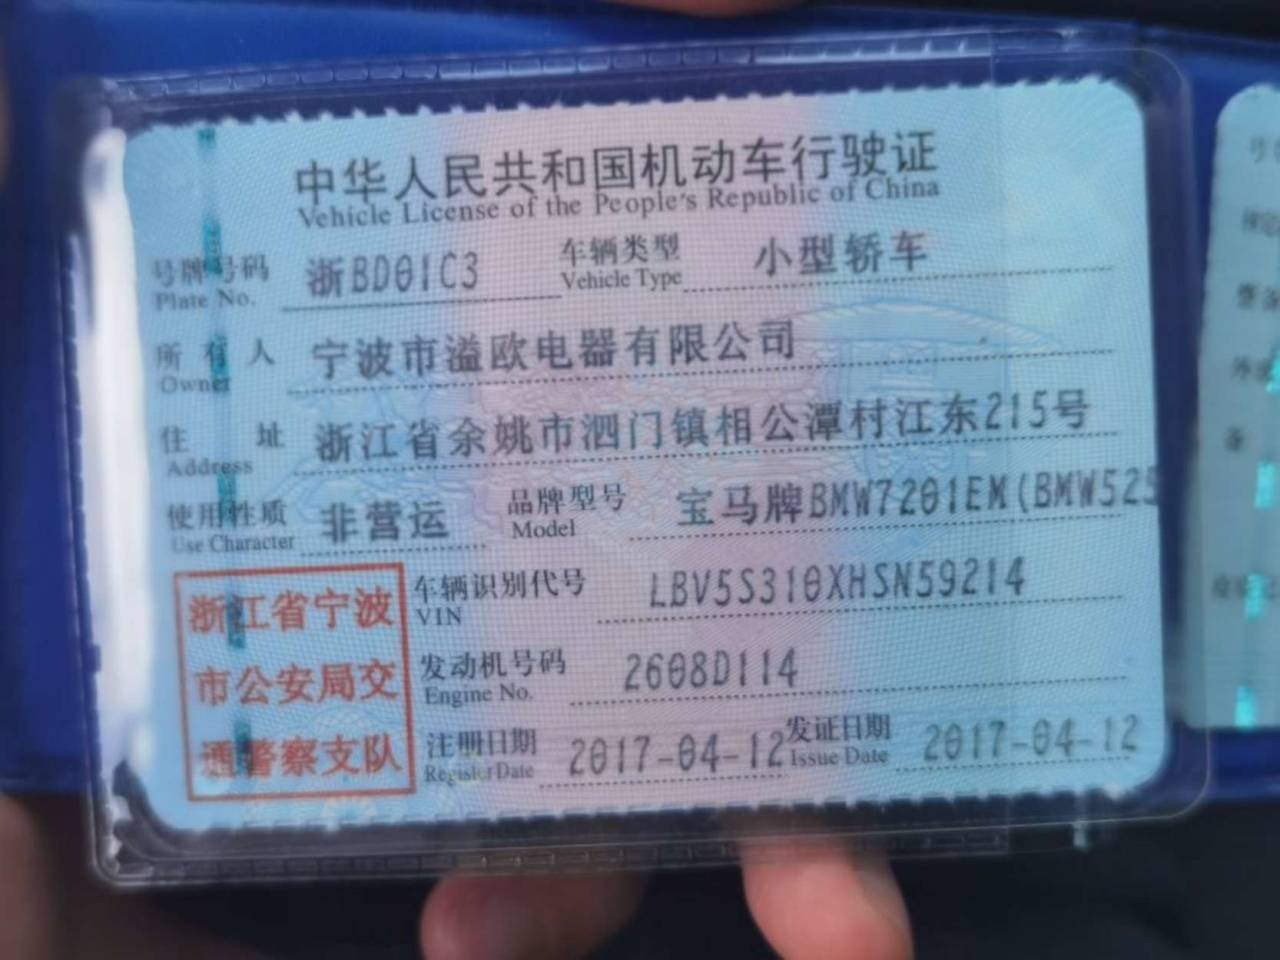 中华人民共和国机动车行驶证
Vehicle License of the People's Republic of China
号牌号码 浙BD01C3 车辆类型 小型轿车
Plate No. Vehicle Type
所有人 宁波市溢欧电器有限公司
Owner
住址 浙江省余姚市泗门镇相公潭村江东215号
Address
使用性质 非营运 品牌型号 宝马牌BMW7201EM(BMW525
Use Character Model
车辆识别代号 LBV5S310XHSN59214
VIN
发动机号码 2608D114
Engine No.
注册日期 2017-04-12 发证日期 2017-04-12
Register Date Issue Date
浙江省宁波
市公安局交
通警察支队